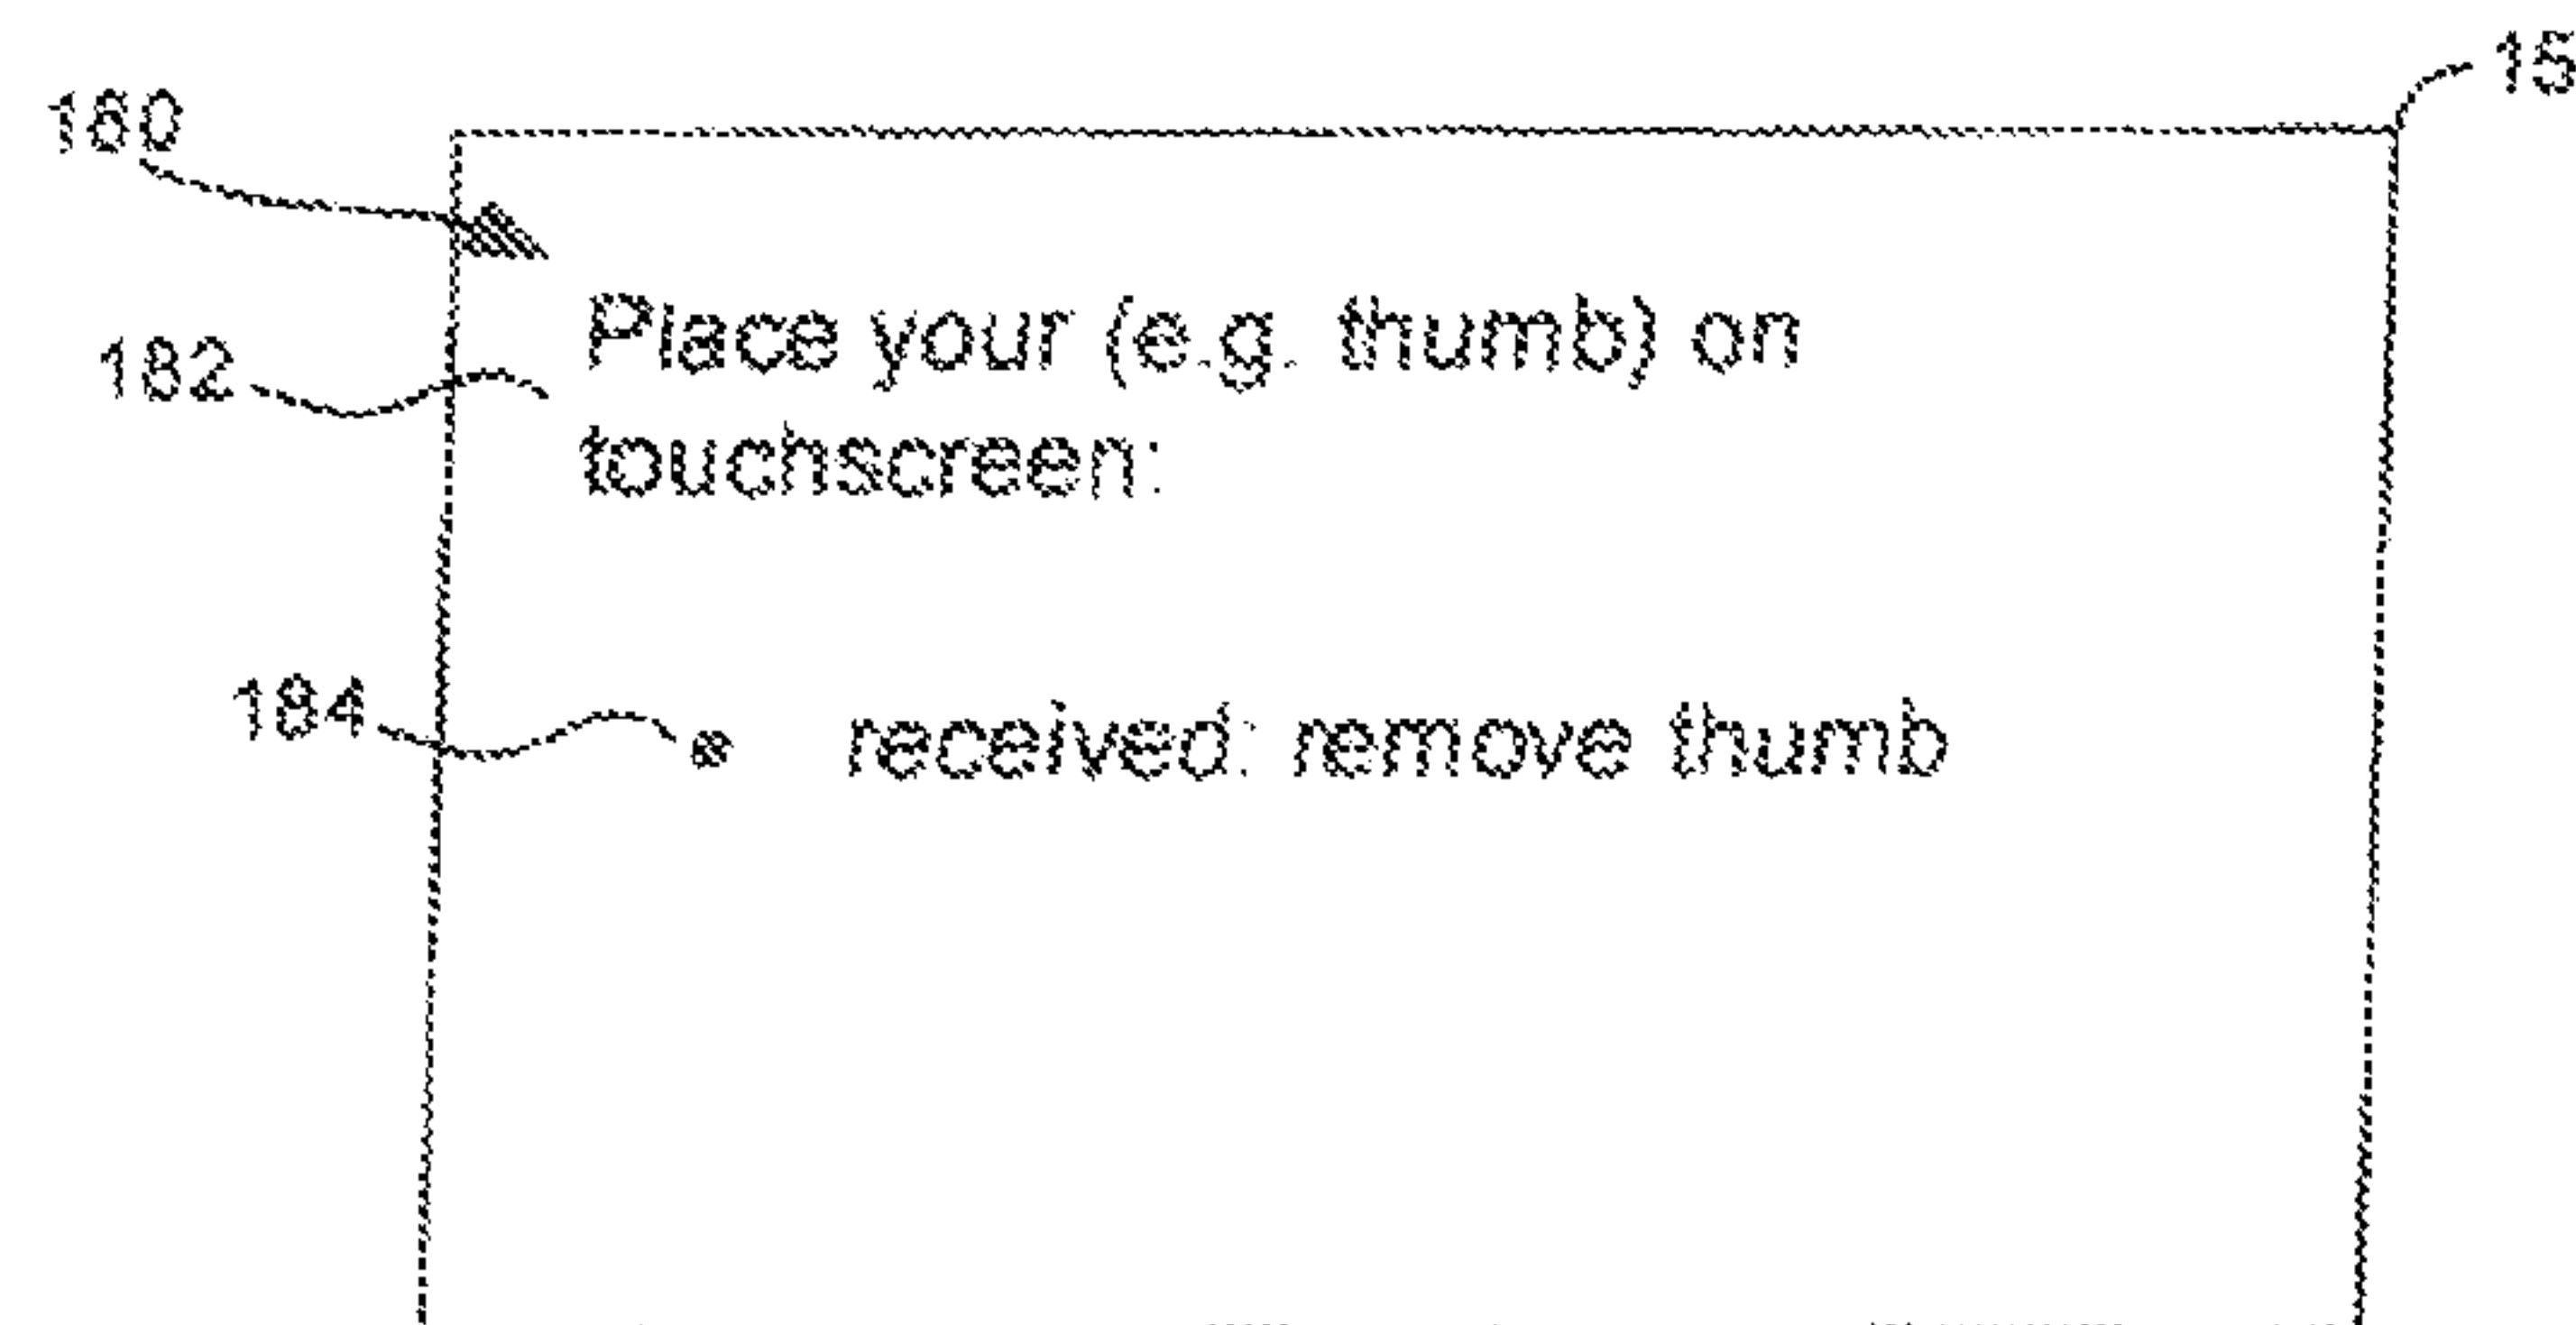 15
160
Place your (e.g. thumb) on
182
touchscreen:
184 • received: remove thumb